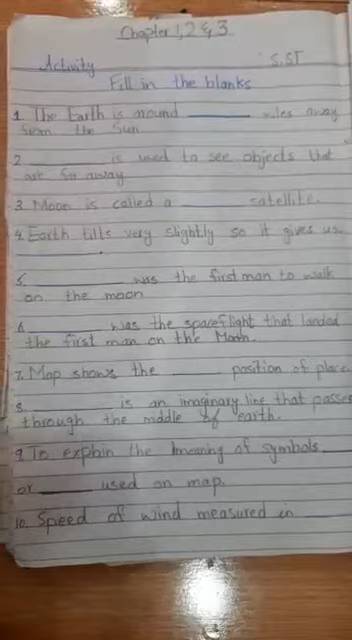 Chapter 1, 2 & 3
Activity S.ST
Fill in the blanks
1. The Earth is around ______ miles away
from the Sun
2 ______ is used to see objects that
are far away
3. Moon is called a ______ satellite.
4. Earth tilts very slightly so it gives us
______.
5. ______ was the first man to walk
on the moon
6. ______ was the spaceflight that landed
the first man on the Moon.
7. Map shows the ______ position of place
8. ______ is an imaginary line that passes
through the middle of earth.
9. To explain the meaning of symbols
or ______ used on map.
10. Speed of wind measured in